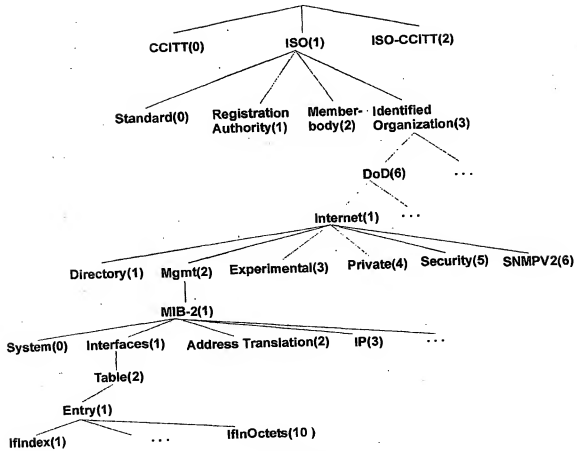 CCITT(0) ISO(1) ISO-CCITT(2)
Standard(0) Registration Authority(1) Member-body(2) Identified Organization(3)
DoD(6) ...
Internet(1) ...
Directory(1) Mgmt(2) Experimental(3) Private(4) Security(5) SNMPV2(6)
MIB-2(1)
System(0) Interfaces(1) Address Translation(2) IP(3) ...
Table(2)
Entry(1)
IfIndex(1) ... IfInOctets(10 )